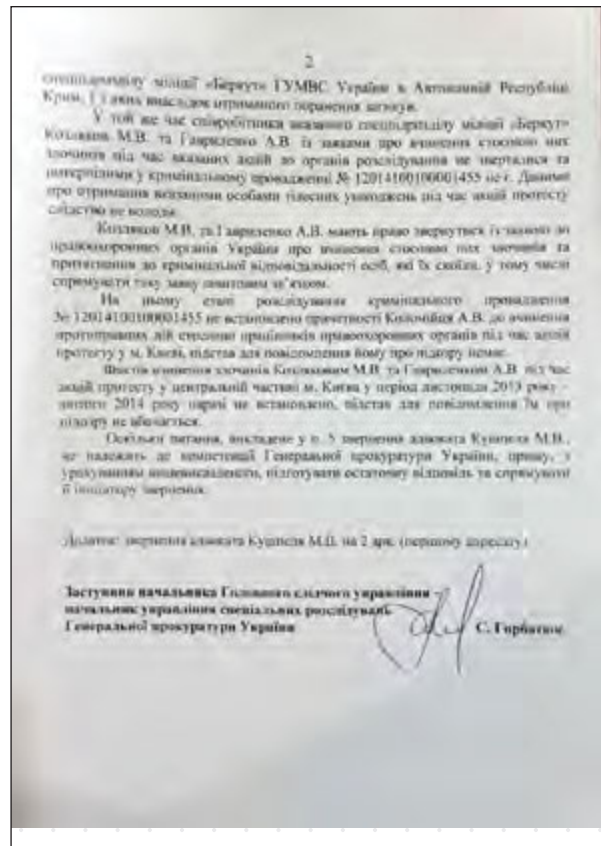 2
спецпідрозділу міліції «Беркут» ГУМВС України в Автономній Республіці
Крим, 1 з яких внаслідок отриманого поранення загинув.
У той же час співробітники вказаного спецпідрозділу міліції «Беркут»
Козляков М.В. та Гавриленко А.В. із заявами про вчинення стосовно них
злочинів під час вказаних подій до органів розслідування не зверталися та
потерпілими у кримінальному провадженні № 12014100100001455 не є. Даними
про отримання вказаними особами тілесних ушкоджень під час акцій протесту
слідство не володіє.
Козляков М.В. та Гавриленко А.В. мають право звернутися із заявою до
правоохоронних органів України про вчинення стосовно них злочинів та
притягнення до кримінальної відповідальності осіб, які їх скоїли, у тому числі
спрямувати таку заяву поштовим зв’язком.
На цьому етапі розслідування кримінального провадження
№ 12014100100001455 не встановлено причетності Коломійця А.В. до вчинення
протиправних дій стосовно працівників правоохоронних органів під час акцій
протесту у м. Києві, підстав для повідомлення йому про підозру немає.
Фактів вчинення злочинів Козляковим М.В. та Гавриленком А.В. під час
акцій протесту у центральній частині м. Києва у період листопада 2013 року –
лютого 2014 року наразі не встановлено, підстав для повідомлення їм про
підозру не вбачається.
Оскільки питання, викладене у п. 5 звернення адвоката Кушпеля М.В.,
не належить до компетенції Генеральної прокуратури України, прошу, з
урахуванням вищевикладеного, підготувати остаточну відповідь та спрямувати
її ініціатору звернення.
Додаток: звернення адвоката Кушпеля М.В. на 2 арк. (першому адресату)
Заступник начальника Головного слідчого управління –
начальник управління спеціальних розслідувань
Генеральної прокуратури України
С. Горбатюк